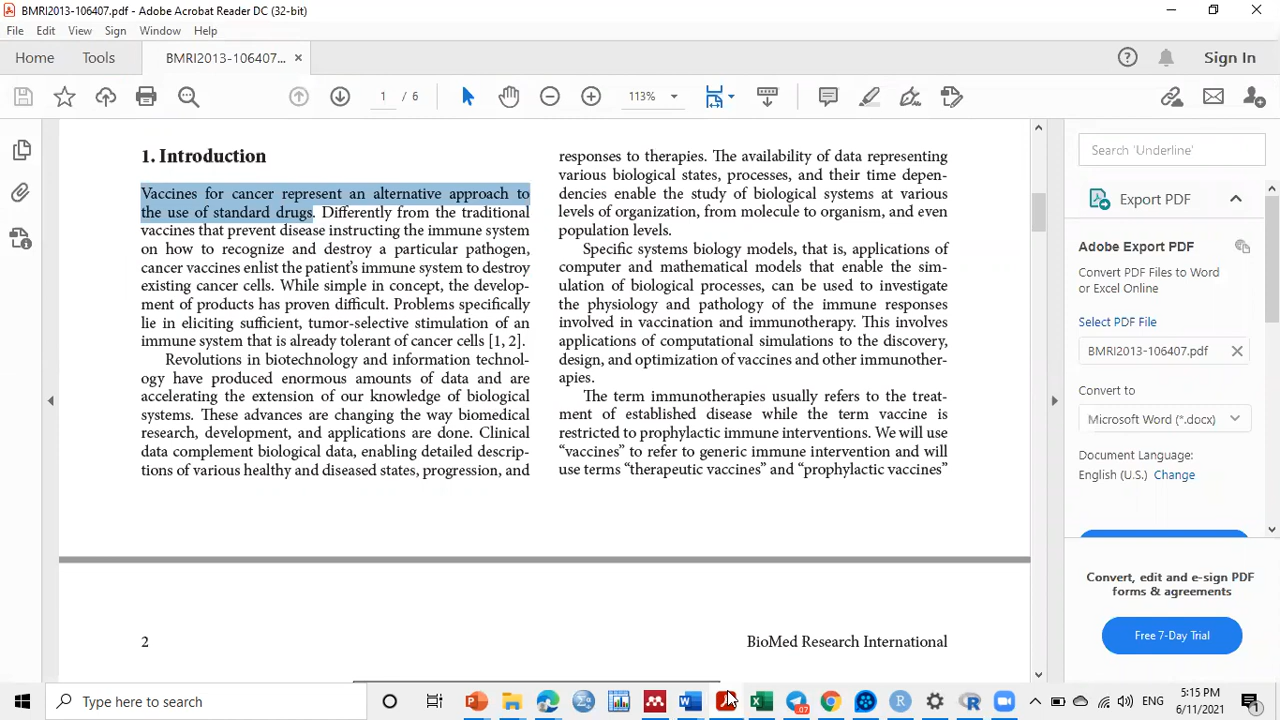 BMRI2013-106407.pdf - Adobe Acrobat Reader DC (32-bit)
File Edit View Sign Window Help
Home Tools BMRI2013-106407... × Sign In
1 / 6 113%
1. Introduction
Vaccines for cancer represent an alternative approach to
the use of standard drugs. Differently from the traditional
vaccines that prevent disease instructing the immune system
on how to recognize and destroy a particular pathogen,
cancer vaccines enlist the patient's immune system to destroy
existing cancer cells. While simple in concept, the develop-
ment of products has proven difficult. Problems specifically
lie in eliciting sufficient, tumor-selective stimulation of an
immune system that is already tolerant of cancer cells [1, 2].
Revolutions in biotechnology and information technol-
ogy have produced enormous amounts of data and are
accelerating the extension of our knowledge of biological
systems. These advances are changing the way biomedical
research, development, and applications are done. Clinical
data complement biological data, enabling detailed descrip-
tions of various healthy and diseased states, progression, and
responses to therapies. The availability of data representing
various biological states, processes, and their time depen-
dencies enable the study of biological systems at various
levels of organization, from molecule to organism, and even
population levels.
Specific systems biology models, that is, applications of
computer and mathematical models that enable the sim-
ulation of biological processes, can be used to investigate
the physiology and pathology of the immune responses
involved in vaccination and immunotherapy. This involves
applications of computational simulations to the discovery,
design, and optimization of vaccines and other immunother-
apies.
The term immunotherapies usually refers to the treat-
ment of established disease while the term vaccine is
restricted to prophylactic immune interventions. We will use
“vaccines” to refer to generic immune intervention and will
use terms “therapeutic vaccines” and “prophylactic vaccines”
2 BioMed Research International
Search 'Underline'
Export PDF
Adobe Export PDF
Convert PDF Files to Word
or Excel Online
Select PDF File
BMRI2013-106407.pdf
Convert to
Microsoft Word (*.docx)
Document Language:
English (U.S.) Change
Convert, edit and e-sign PDF
forms & agreements
Free 7-Day Trial
Type here to search
07
ENG
5:15 PM
6/11/2021
1